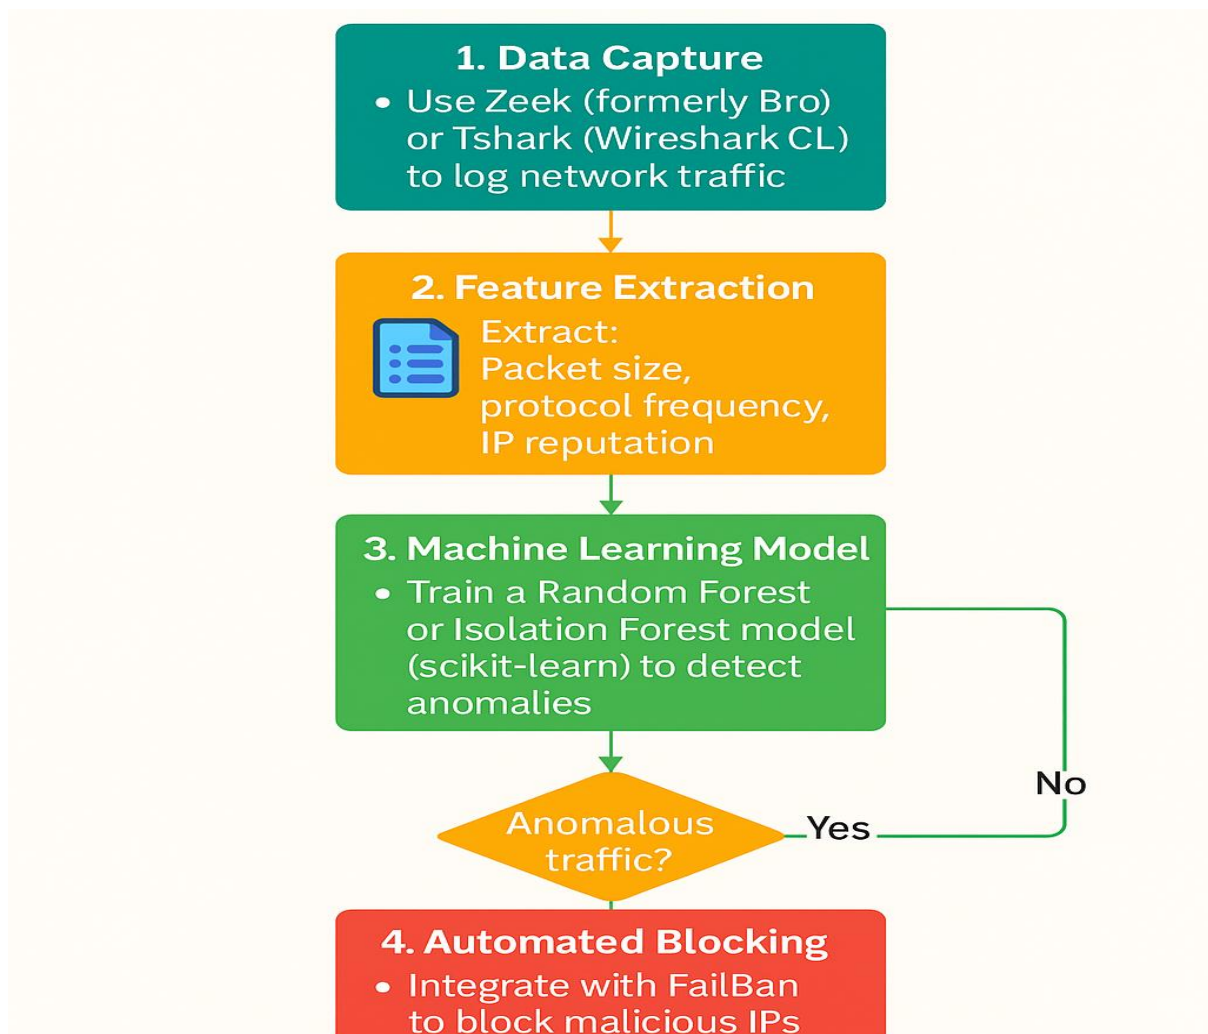 1. Data Capture
• Use Zeek (formerly Bro)
or Tshark (Wireshark CL)
to log network traffic
2. Feature Extraction
Extract:
Packet size,
protocol frequency,
IP reputation
3. Machine Learning Model
• Train a Random Forest
or Isolation Forest model
(scikit-learn) to detect
anomalies
No
Anomalous
traffic?
Yes
4. Automated Blocking
• Integrate with FailBan
to block malicious IPs